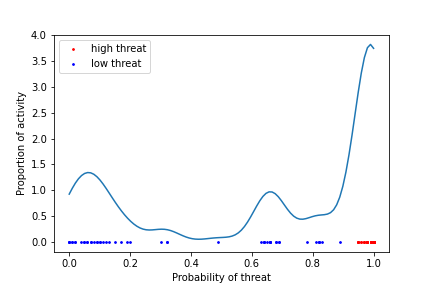 high threat
low threat
Proportion of activity
4.0
3.5
3.0
2.5
2.0
1.5
1.0
0.5
0.0
0.0 0.2 0.4 0.6 0.8 1.0
Probability of threat